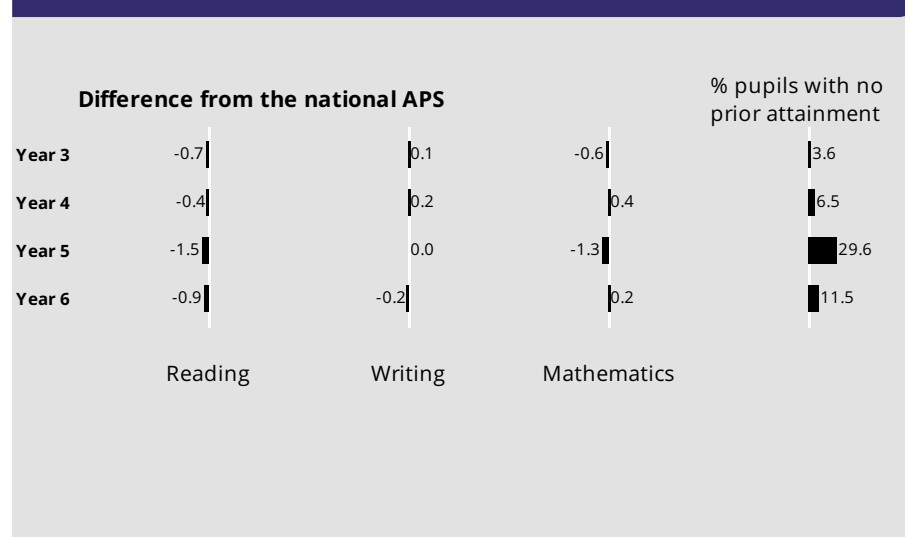 % pupils with no
prior attainment
Difference from the national APS
Year 3 -0.7 0.1 -0.6 3.6
Year 4 -0.4 0.2 0.4 6.5
Year 5 -1.5 0.0 -1.3 29.6
Year 6 -0.9 -0.2 0.2 11.5
Reading Writing Mathematics